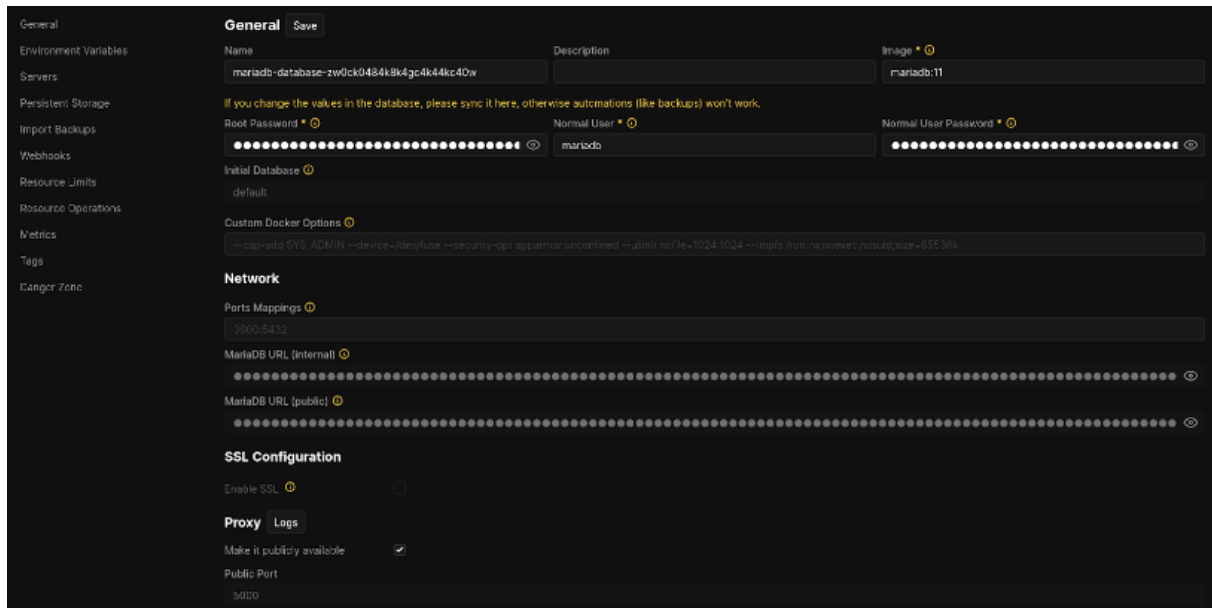 General
Environment Variables
Servers
Persistent Storage
Import Backups
Webhooks
Resource Limits
Resource Operations
Metrics
Tags
Danger Zone
General Save
Name Description Image *
mariadb-database-zw0ck0484k8k4gc4k44kc40w mariadb:11
If you change the values in the database, please sync it here, otherwise automations (like backups) won't work.
Root Password * Normal User * Normal User Password *
mariadb
Initial Database
default
Custom Docker Options
--cap-add SYS_ADMIN --device=/dev/fuse --security-opt apparmor:unconfined --ulimit nofile=1024:1024 --tmpfs /run:rw,noexec,nosuid,size=65536k
Network
Ports Mappings
3000:5432
MariaDB URL (internal)
MariaDB URL (public)
SSL Configuration
Enable SSL
Proxy Logs
Make it publicly available
Public Port
5000